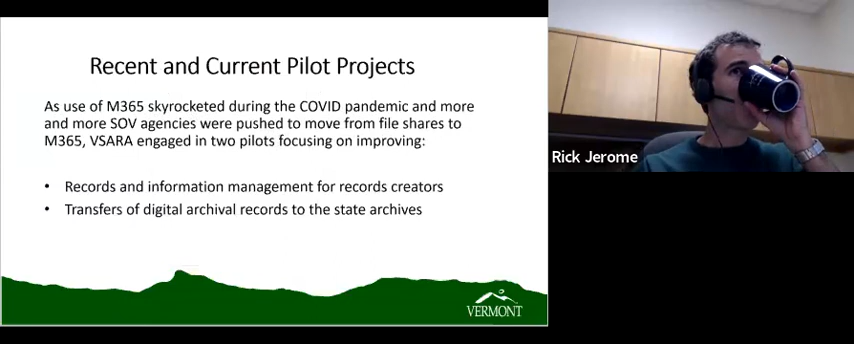 Recent and Current Pilot Projects
As use of M365 skyrocketed during the COVID pandemic and more
and more SOV agencies were pushed to move from file shares to
M365, VSARA engaged in two pilots focusing on improving:
• Records and information management for records creators
• Transfers of digital archival records to the state archives
VERMONT
Rick Jerome